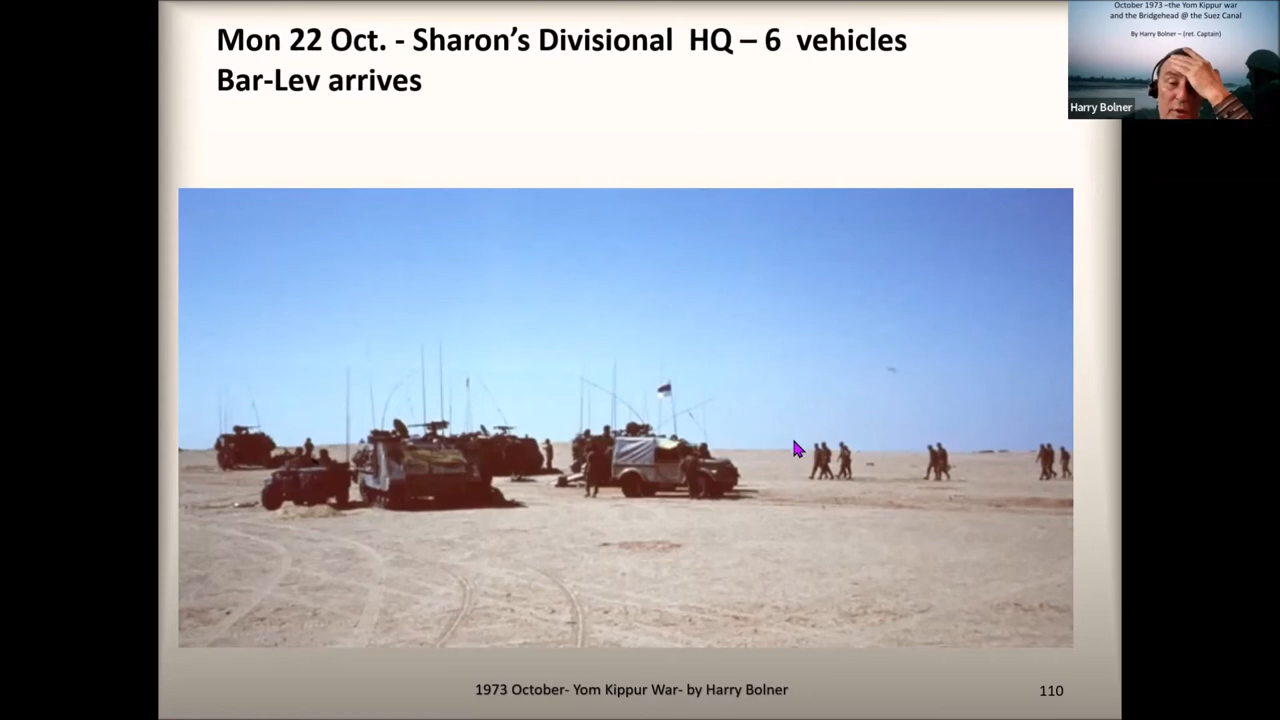 Mon 22 Oct. - Sharon’s Divisional  HQ – 6  vehicles
Bar-Lev arrives
October 1973 –the Yom Kippur war
and the Bridgehead @ the Suez Canal
By Harry Bolner – (ret. Captain)
Harry Bolner
1973 October- Yom Kippur War- by Harry Bolner
110